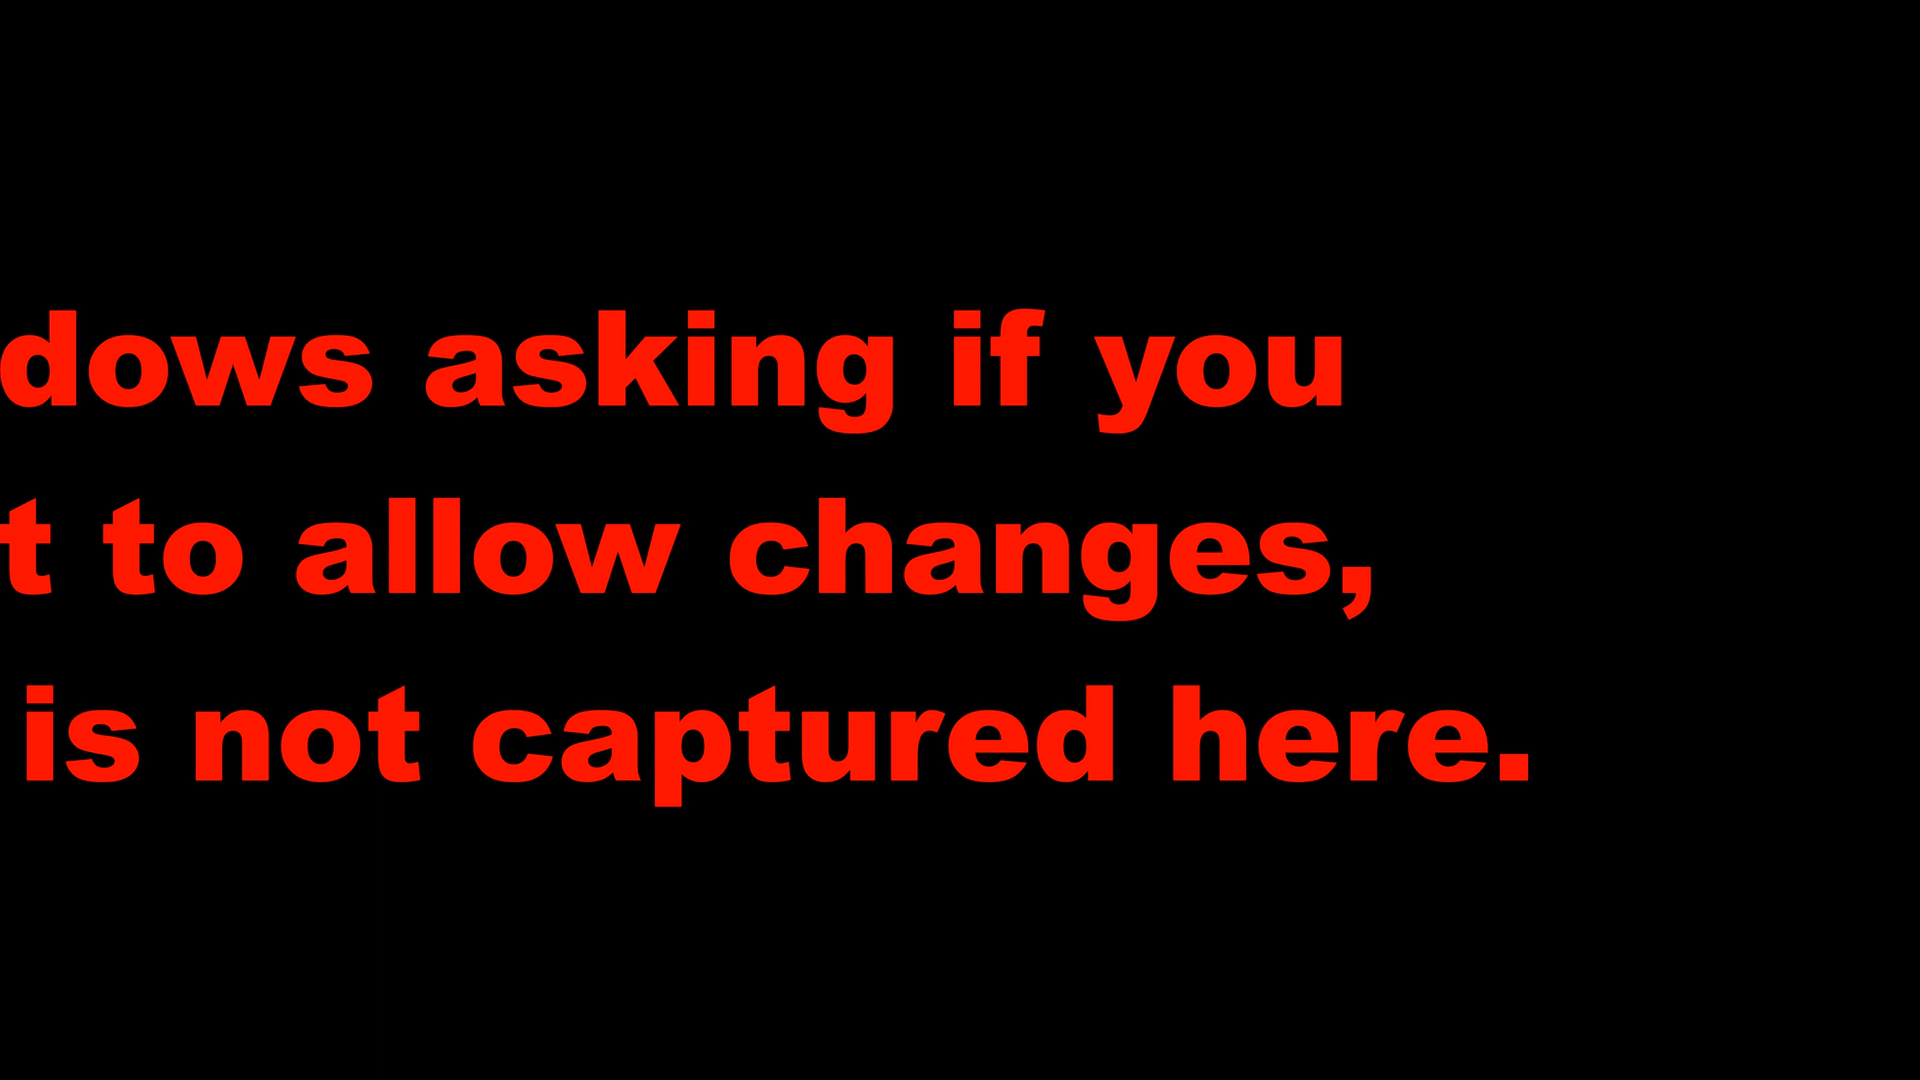 dows asking if you
t to allow changes,
is not captured here.